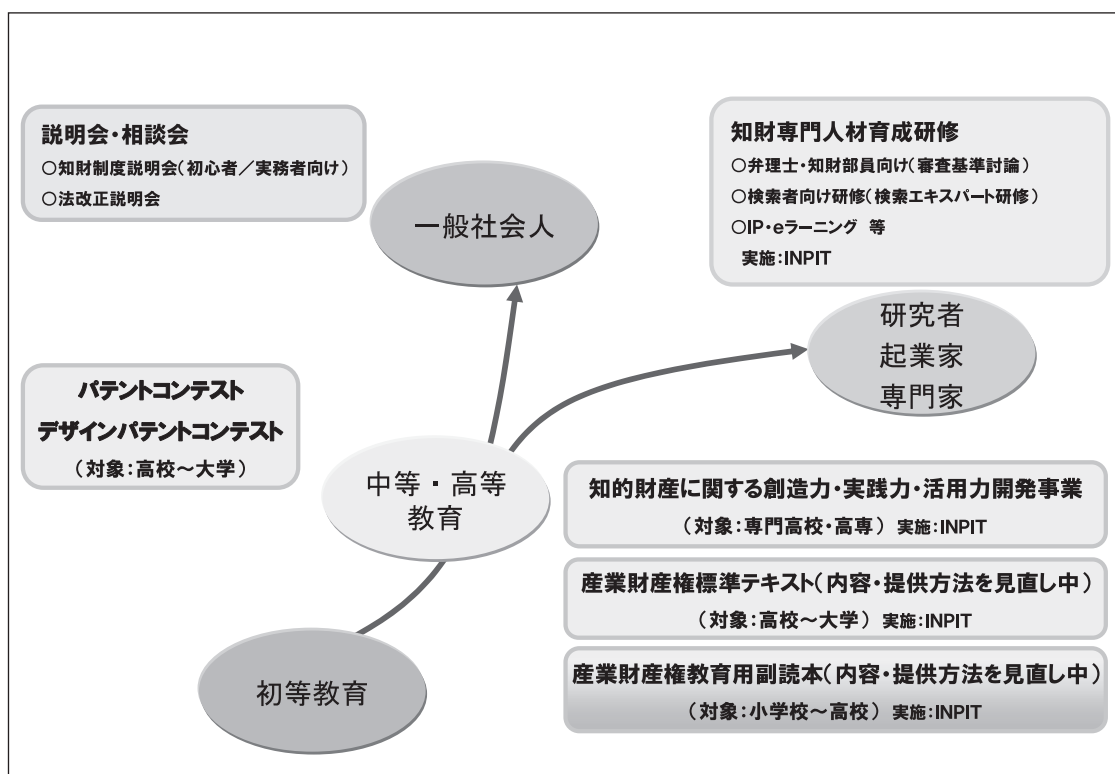 説明会・相談会
○知財制度説明会(初心者／実務者向け)
○法改正説明会
知財専門人材育成研修
○弁理士・知財部員向け(審査基準討論)
○検索者向け研修(検索エキスパート研修)
○IP・eラーニング 等
実施:INPIT
一般社会人
研究者
起業家
専門家
パテントコンテスト
デザインパテントコンテスト
(対象:高校～大学)
中等・高等
教育
知的財産に関する創造力・実践力・活用力開発事業
(対象:専門高校・高専) 実施:INPIT
産業財産権標準テキスト(内容・提供方法を見直し中)
(対象:高校～大学) 実施:INPIT
産業財産権教育用副読本(内容・提供方法を見直し中)
(対象:小学校～高校) 実施:INPIT
初等教育